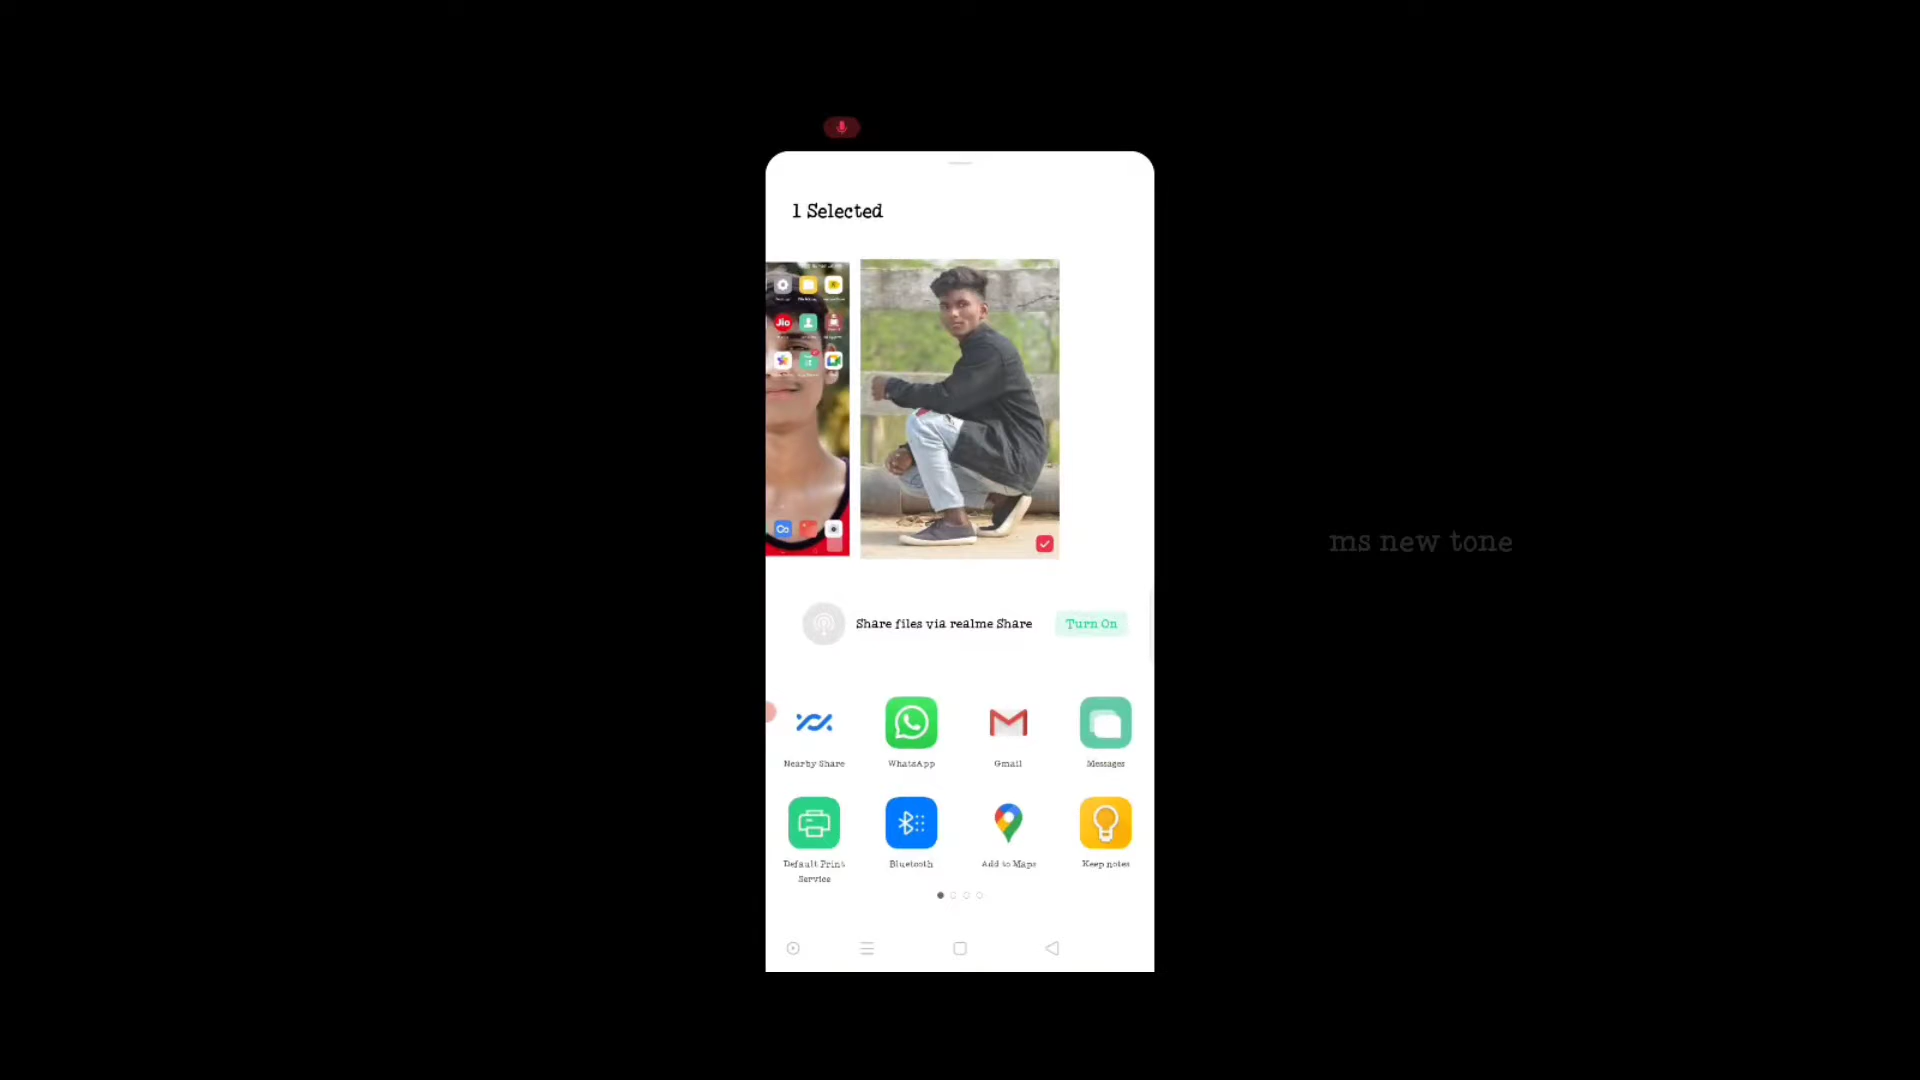 1 Selected
Jio
Share files via realme Share
Turn On
ms new tone
Nearby Share
WhatsApp
Gmail
Messages
Default Print
Service
Bluetooth
Add to Maps
Keep notes